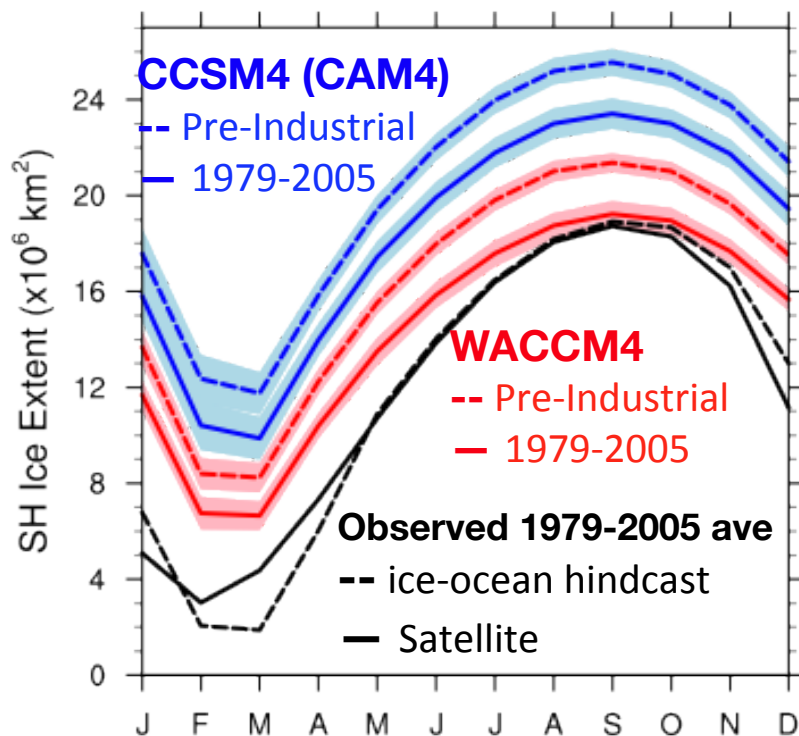 CCSM4 (CAM4)
-- Pre-Industrial
— 1979-2005
WACCM4
-- Pre-Industrial
— 1979-2005
Observed 1979-2005 ave
-- ice-ocean hindcast
— Satellite
SH Ice Extent (x10⁶ km²)
24
20
16
12
8
4
0
J F M A M J J A S O N D